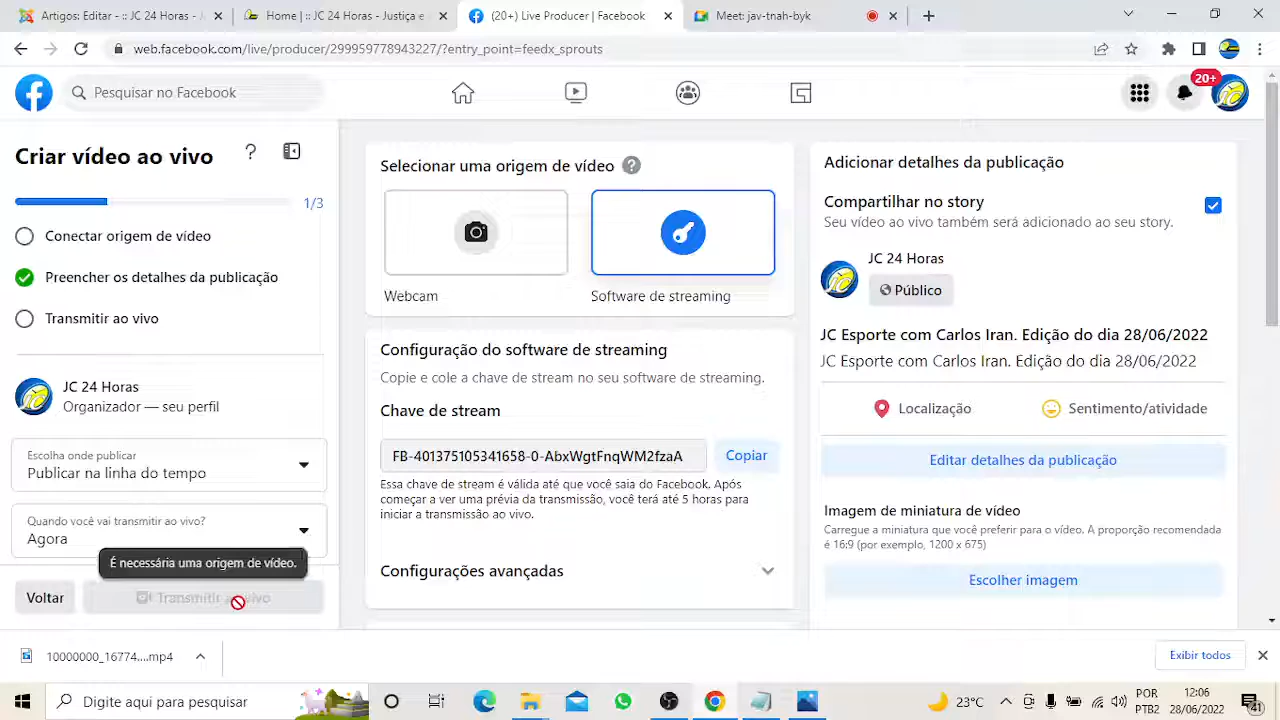 Artigos: Editar - :: JC 24 Horas -
Home | :: JC 24 Horas - Justiça e
(20+) Live Producer | Facebook
Meet: jav-tnah-byk
web.facebook.com/live/producer/299959778943227/?entry_point=feedx_sprouts
Pesquisar no Facebook
20+
Criar vídeo ao vivo
1/3
Conectar origem de vídeo
Preencher os detalhes da publicação
Transmitir ao vivo
JC 24 Horas
Organizador — seu perfil
Escolha onde publicar
Publicar na linha do tempo
Quando você vai transmitir ao vivo?
Agora
É necessária uma origem de vídeo.
Voltar
Transmitir ao vivo
Selecionar uma origem de vídeo
Webcam
Software de streaming
Configuração do software de streaming
Copie e cole a chave de stream no seu software de streaming.
Chave de stream
FB-401375105341658-0-AbxWgtFnqWM2fzaA
Copiar
Essa chave de stream é válida até que você saia do Facebook. Após
começar a ver uma prévia da transmissão, você terá até 5 horas para
iniciar a transmissão ao vivo.
Configurações avançadas
Adicionar detalhes da publicação
Compartilhar no story
Seu vídeo ao vivo também será adicionado ao seu story.
JC 24 Horas
Público
JC Esporte com Carlos Iran. Edição do dia 28/06/2022
JC Esporte com Carlos Iran. Edição do dia 28/06/2022
Localização
Sentimento/atividade
Editar detalhes da publicação
Imagem de miniatura de vídeo
Carregue a miniatura que você preferir para o vídeo. A proporção recomendada
é 16:9 (por exemplo, 1200 x 675)
Escolher imagem
10000000_16774....mp4
Exibir todos
Digite aqui para pesquisar
23°C
POR
PTB2
12:06
28/06/2022
41